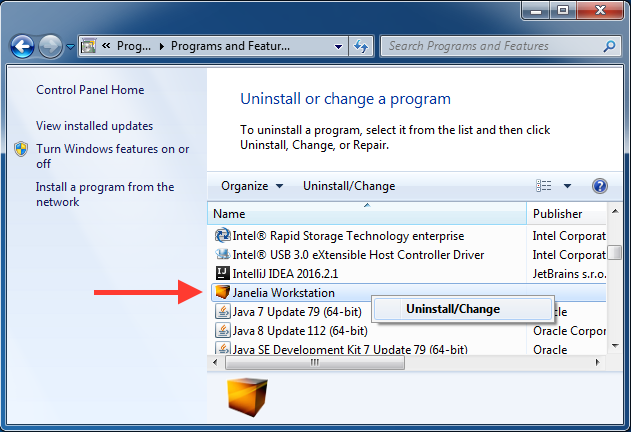 « Prog... ▸ Programs and Featur...
Search Programs and Features
Control Panel Home
View installed updates
Turn Windows features on or
off
Install a program from the
network
Uninstall or change a program
To uninstall a program, select it from the list and then click
Uninstall, Change, or Repair.
Organize
Uninstall/Change
Name
Publisher
Intel® Rapid Storage Technology enterprise
Intel Corporat
Intel® USB 3.0 eXtensible Host Controller Driver
Intel Corporat
IntelliJ IDEA 2016.2.1
JetBrains s.r.o.
Janelia Workstation
Uninstall/Change
Java 7 Update 79 (64-bit)
Oracle
Java 8 Update 112 (64-bit)
Oracle Corpor
Java SE Development Kit 7 Update 79 (64-bit)
Oracle